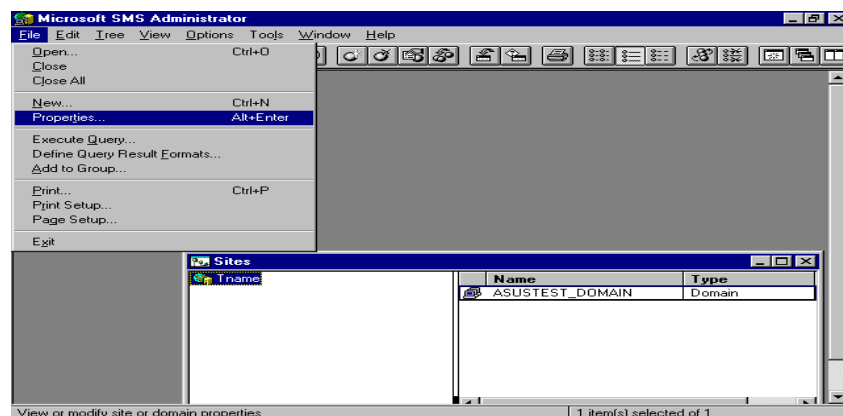 Microsoft SMS Administrator
File Edit Tree View Options Tools Window Help
Open... Ctrl+O
Close
Close All
New... Ctrl+N
Properties... Alt+Enter
Execute Query...
Define Query Result Formats...
Add to Group...
Print... Ctrl+P
Print Setup...
Page Setup...
Exit
Sites
Tname
Name Type
ASUSTEST_DOMAIN Domain
View or modify site or domain properties
1 item(s) selected of 1